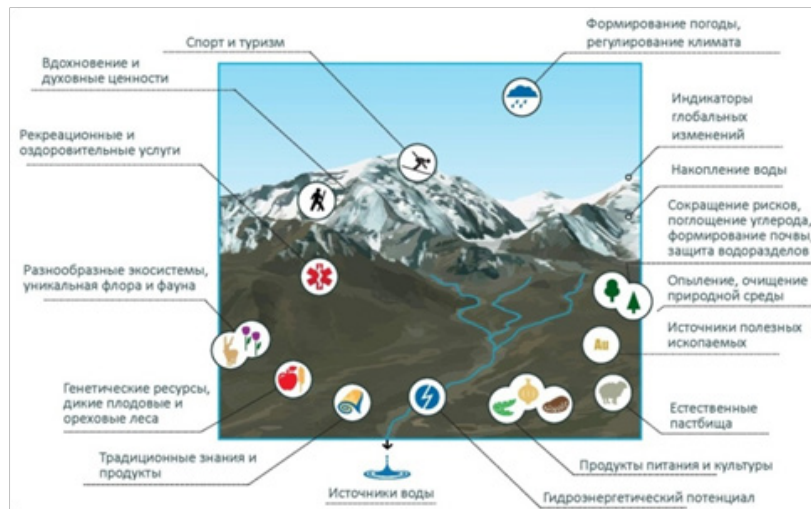 Спорт и туризм
Формирование погоды,
регулирование климата
Вдохновение и
духовные ценности
Индикаторы
глобальных
изменений
Рекреационные и
оздоровительные услуги
Накопление воды
Сокращение рисков,
поглощение углерода,
формирование почвы,
защита водоразделов
Разнообразные экосистемы,
уникальная флора и фауна
Опыление, очищение
природной среды
Источники полезных
ископаемых
Au
Генетические ресурсы,
дикие плодовые и
ореховые леса
Естественные
пастбища
Традиционные знания и
продукты
Продукты питания и культуры
Источники воды
Гидроэнергетический потенциал